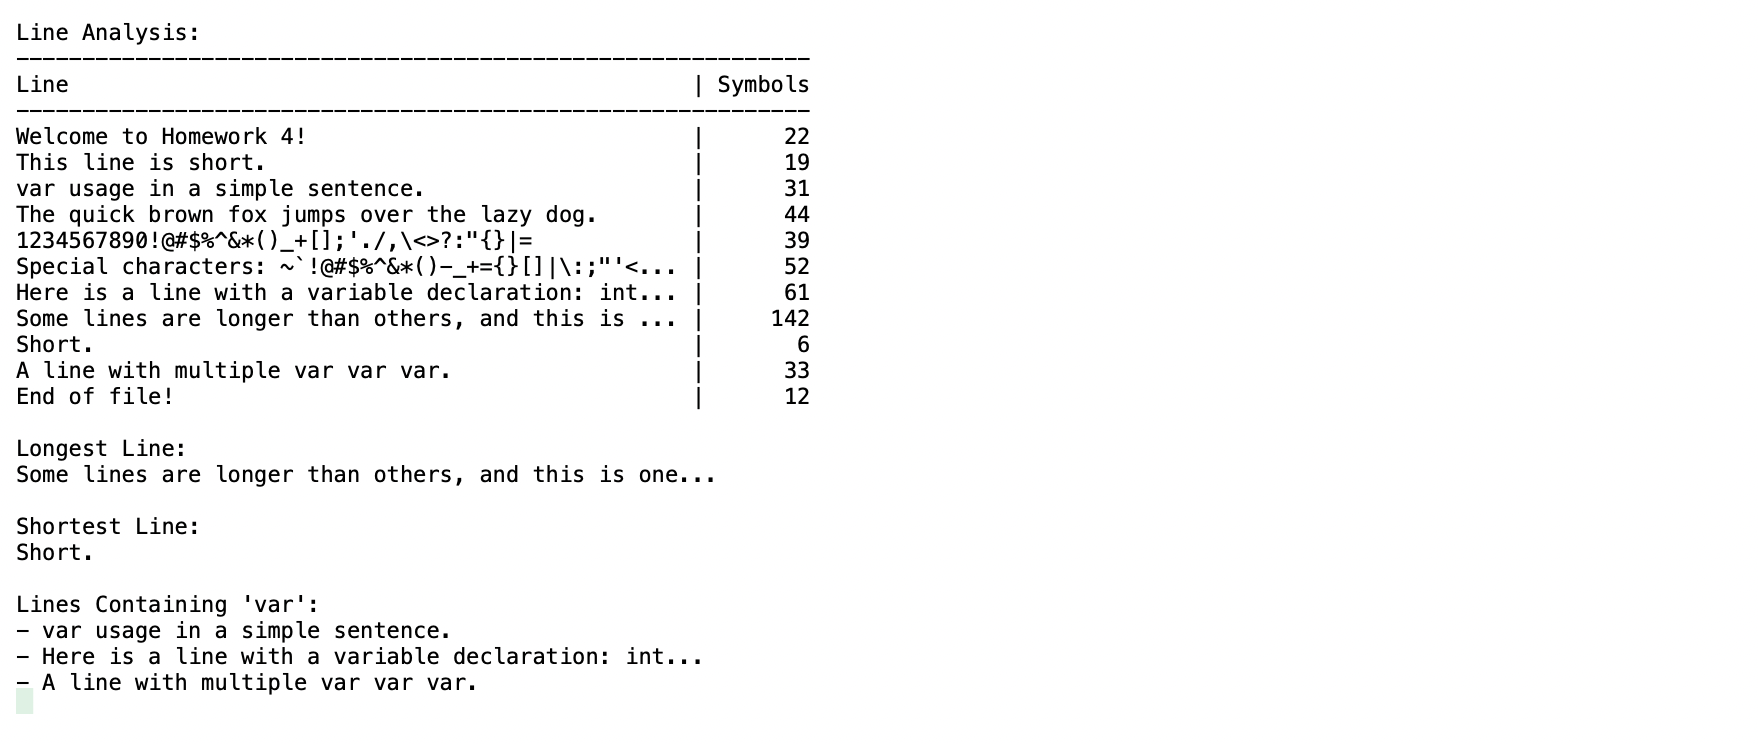 Line Analysis:
------------------------------------------------------------
Line                                               | Symbols
------------------------------------------------------------
Welcome to Homework 4!                             |      22
This line is short.                                |      19
var usage in a simple sentence.                    |      31
The quick brown fox jumps over the lazy dog.       |      44
1234567890!@#$%^&*()_+[];'./,\<>?:"{}|=            |      39
Special characters: ~`!@#$%^&*()-_+={}[]|\:;"'<... |      52
Here is a line with a variable declaration: int... |      61
Some lines are longer than others, and this is ... |     142
Short.                                             |       6
A line with multiple var var var.                  |      33
End of file!                                       |      12

Longest Line:
Some lines are longer than others, and this is one...

Shortest Line:
Short.

Lines Containing 'var':
- var usage in a simple sentence.
- Here is a line with a variable declaration: int...
- A line with multiple var var var.